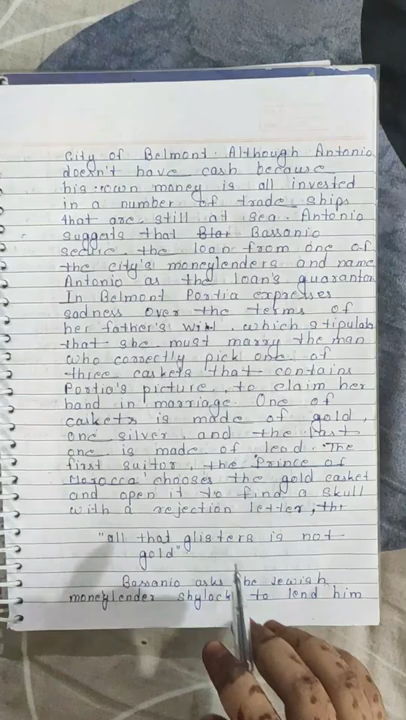 City of Belmont. Although Antonio
doesn't have cash because
his own money is all invested
in a number of trade ships
that are still at sea. Antonio
suggests that Bassonio
secure the loan from one of
the city's moneylenders and name
Antonio as the loan's guarantor
In Belmont Portia expresses
sadness over the terms of
her father's will, which stipulat
that she must marry the man
who correctly pick one of
three caskets that contains
Portia's picture, to claim her
hand in marriage. One of
caskets is made of gold,
one silver, and the last
one is made of lead. The
first suitor, the Prince of
Morocca chooses the gold casket
and open it to find a skull
with a rejection letter, th
"all that glisters is not
gold"
Bassanio asks the Jewish
moneylender Shylock to lend him